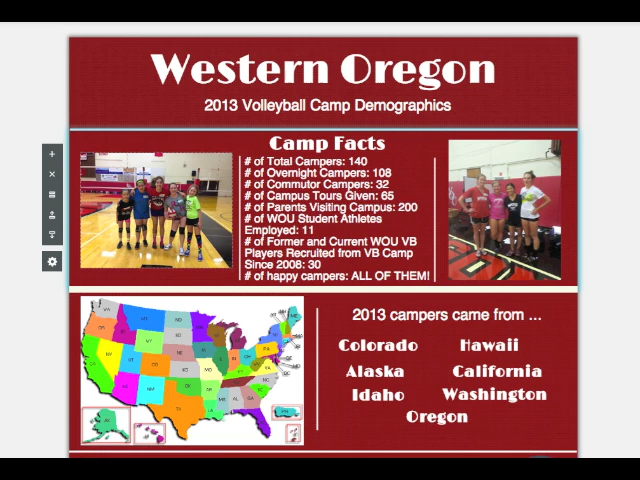 Western Oregon
2013 Volleyball Camp Demographics
Camp Facts
# of Total Campers: 140
# of Overnight Campers: 108
# of Commutor Campers: 32
# of Campus Tours Given: 65
# of Parents Visiting Campus: 200
# of WOU Student Athletes
Employed: 11
# of Former and Current WOU VB
Players Recruited from VB Camp
Since 2008: 30
# of happy campers: ALL OF THEM!
2013 campers came from ...
Colorado Hawaii
Alaska California
Idaho Washington
Oregon